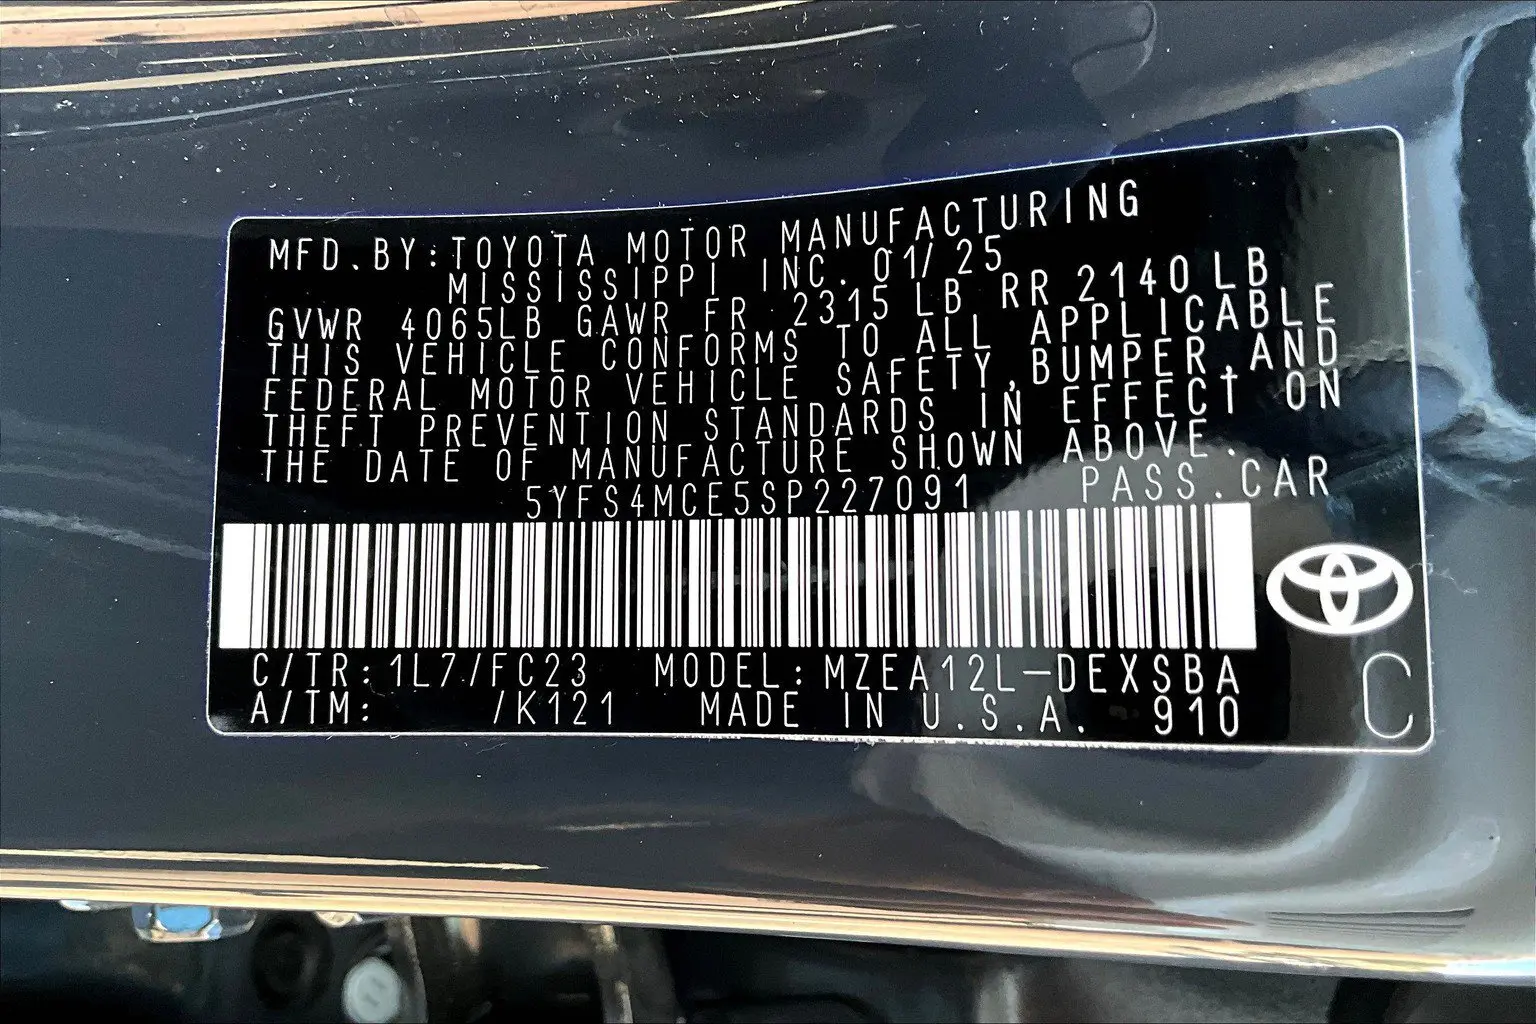 MFD.BY:TOYOTA MOTOR MANUFACTURING
MISSISSIPPI INC. 01/25
GVWR 4065LB GAWR FR 2315 LB RR 2140 LB
THIS VEHICLE CONFORMS TO ALL APPLICABLE
FEDERAL MOTOR VEHICLE SAFETY,BUMPER,AND
THEFT PREVENTION STANDARDS IN EFFECT ON
THE DATE OF MANUFACTURE SHOWN ABOVE.
5YFS4MCE5SP227091 PASS.CAR
C/TR:1L7/FC23 MODEL:MZEA12L-DEXSBA
A/TM: /K121 MADE IN U.S.A. 910
C